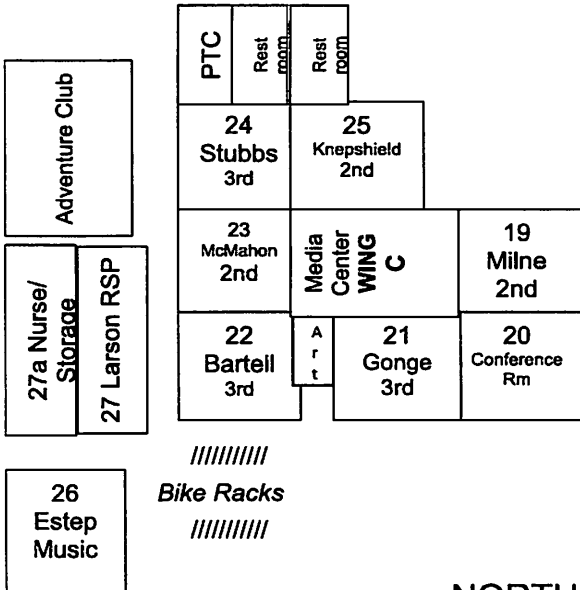 PTC
Rest
room
Rest
room
Adventure Club
24
Stubbs
3rd
25
Knepshield
2nd
23
McMahon
2nd
Media
Center
WING
C
19
Milne
2nd
27a Nurse/
Storage
27 Larson RSP
22
Bartell
3rd
A
r
t
21
Gonge
3rd
20
Conference
Rm
///////////
Bike Racks
///////////
26
Estep
Music
NORTH